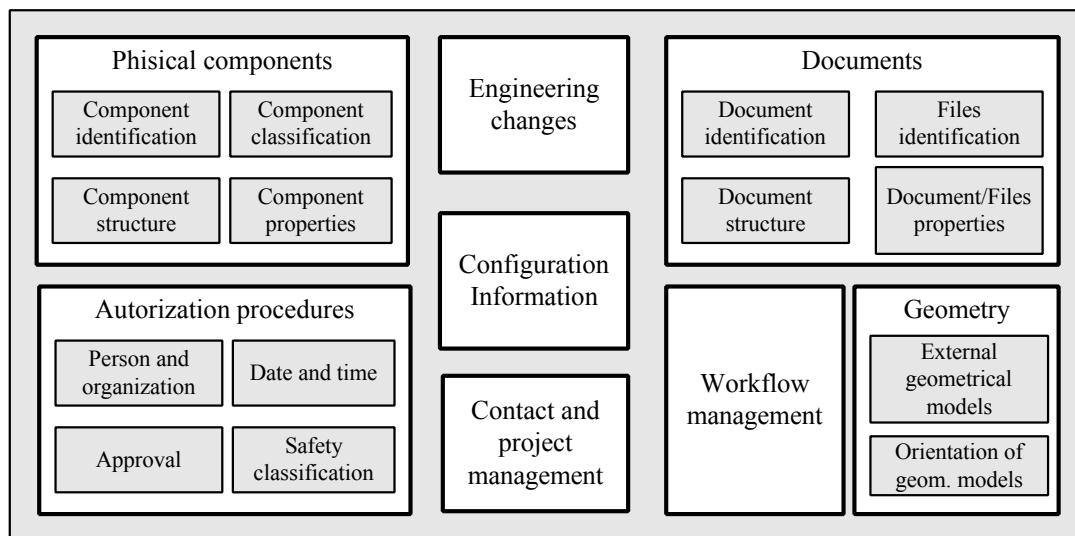 Phisical components
Component
identification
Component
classification
Component
structure
Component
properties
Engineering
changes
Documents
Document
identification
Files
identification
Document
structure
Document/Files
properties
Configuration
Information
Autorization procedures
Person and
organization
Date and time
Approval
Safety
classification
Contact and
project
management
Workflow
management
Geometry
External
geometrical
models
Orientation of
geom. models